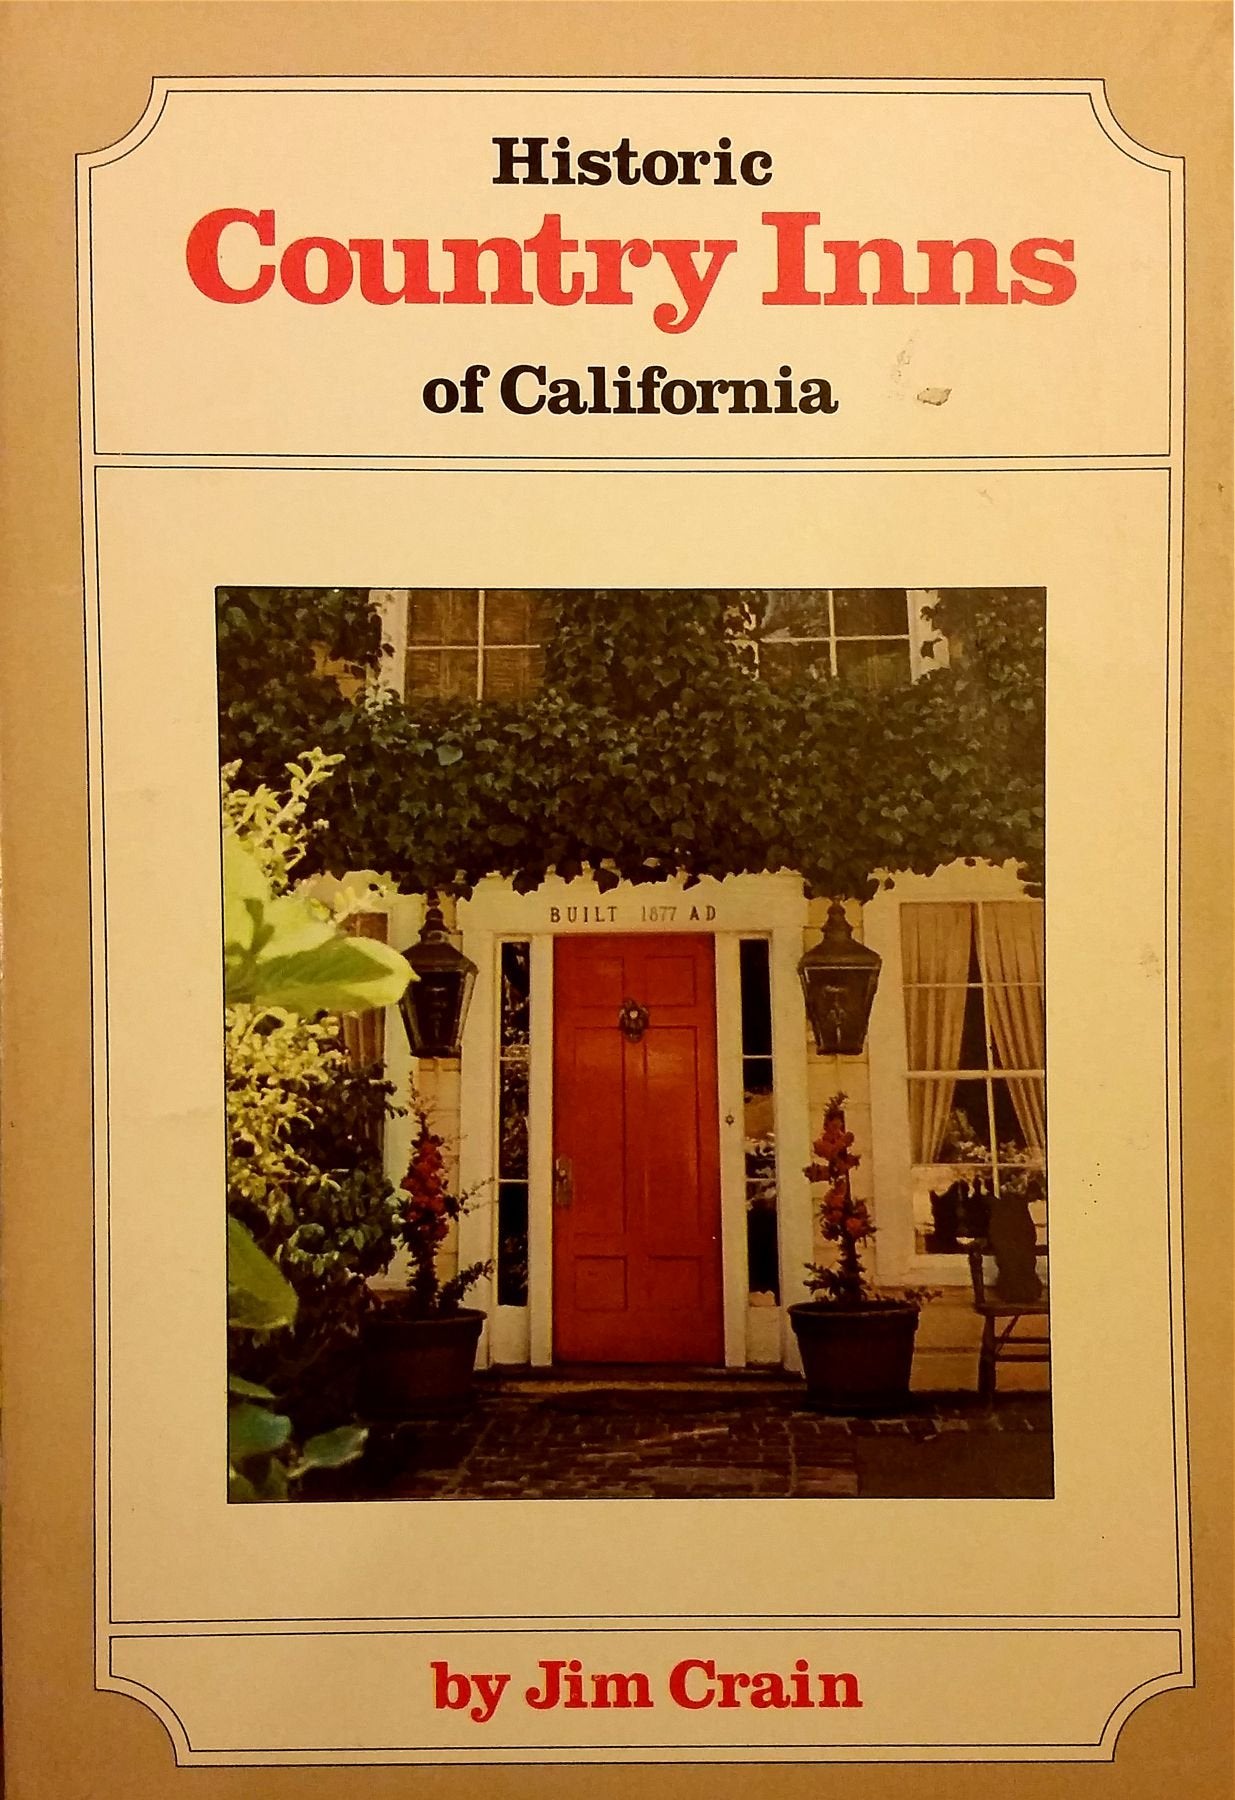 Historic
Country Inns
of California
BUILT 1877 AD
by Jim Crain